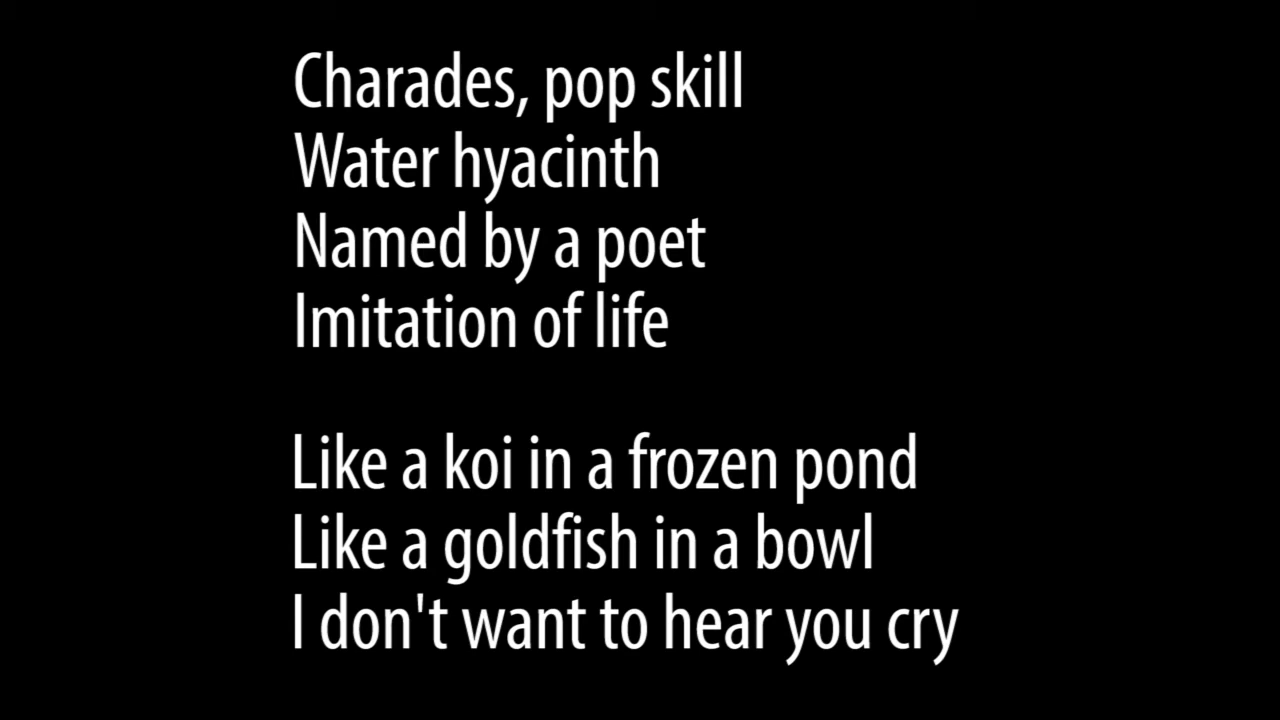 Charades, pop skill
Water hyacinth
Named by a poet
Imitation of life
Like a koi in a frozen pond
Like a goldfish in a bowl
I don't want to hear you cry